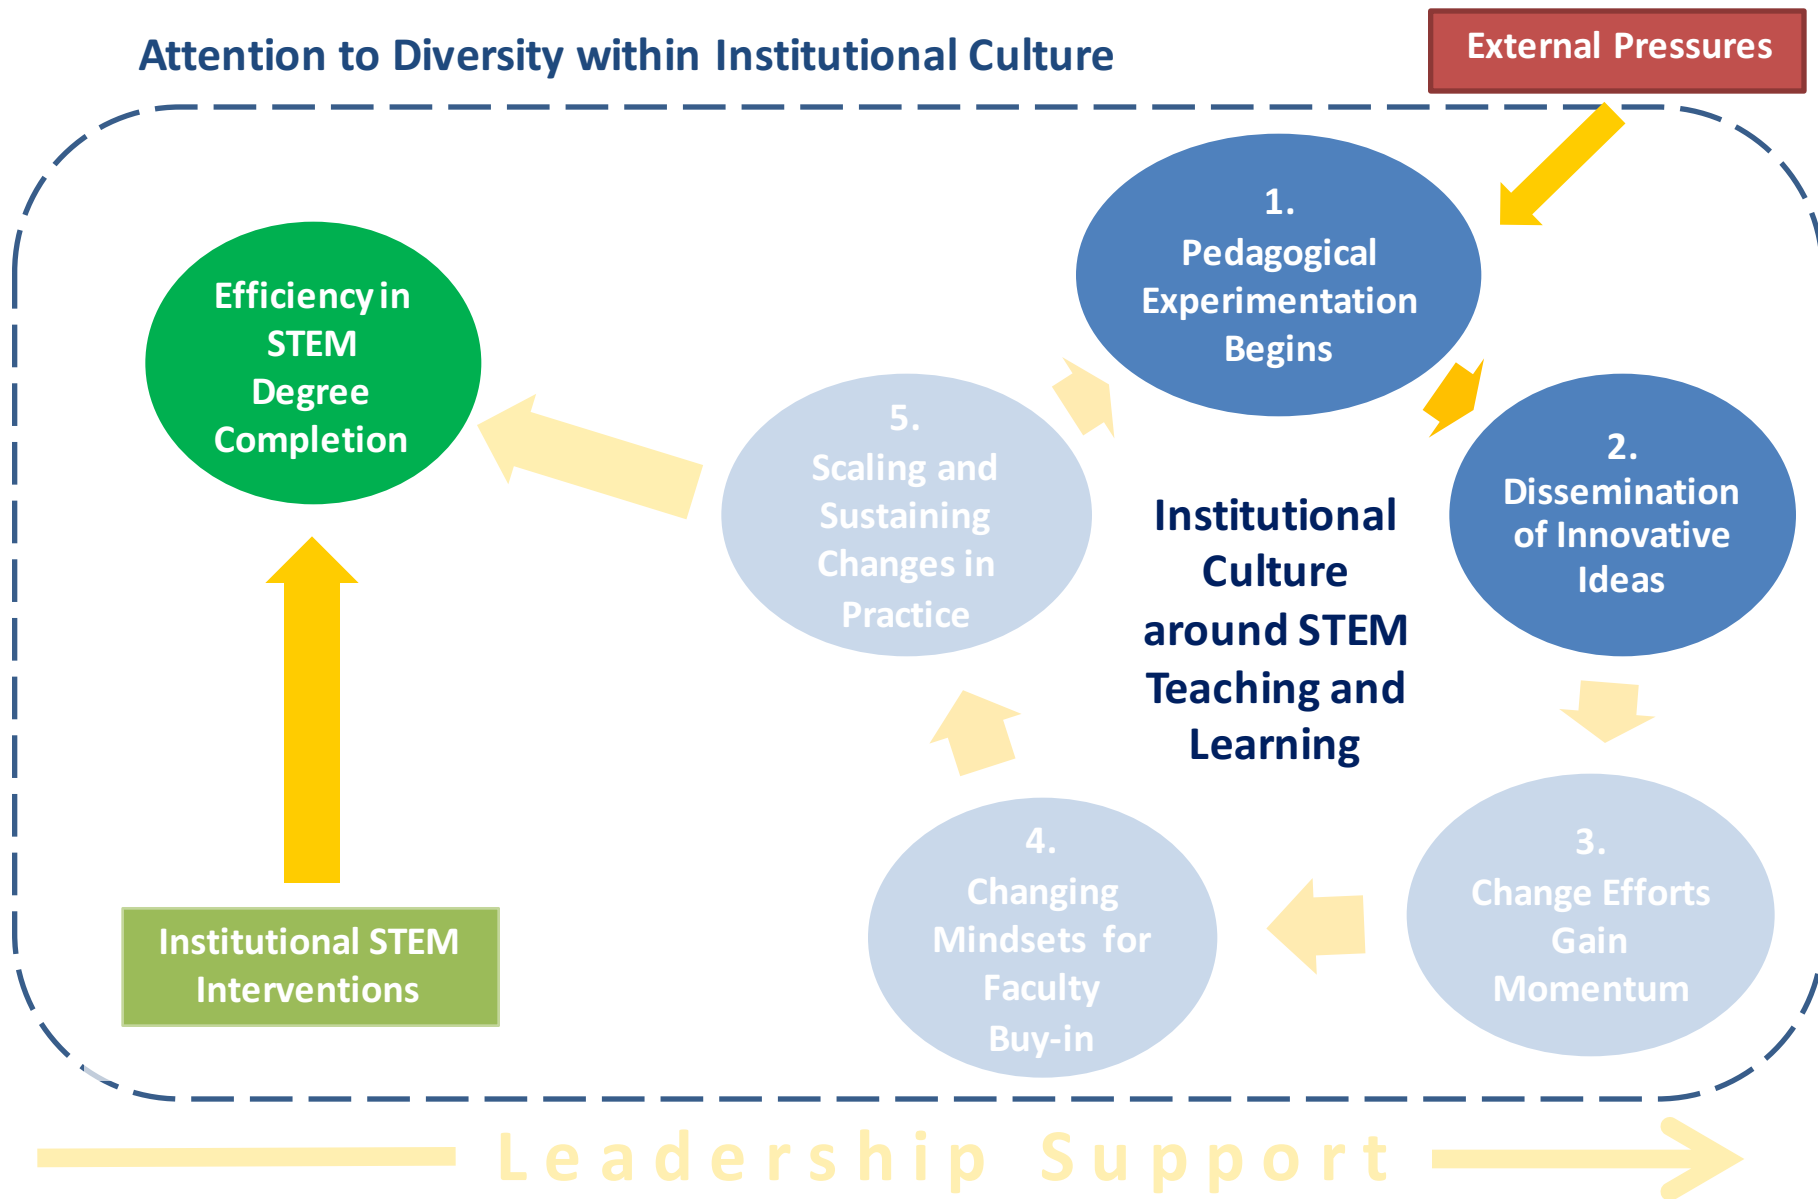 Attention to Diversity within Institutional Culture
External Pressures
1.
Pedagogical
Experimentation
Begins
2.
Dissemination
of Innovative
Ideas
3.
Change Efforts
Gain
Momentum
4.
Changing
Mindsets for
Faculty
Buy-in
5.
Scaling and
Sustaining
Changes in
Practice
Institutional
Culture
around STEM
Teaching and
Learning
Efficiency in
STEM
Degree
Completion
Institutional STEM
Interventions
Leadership Support